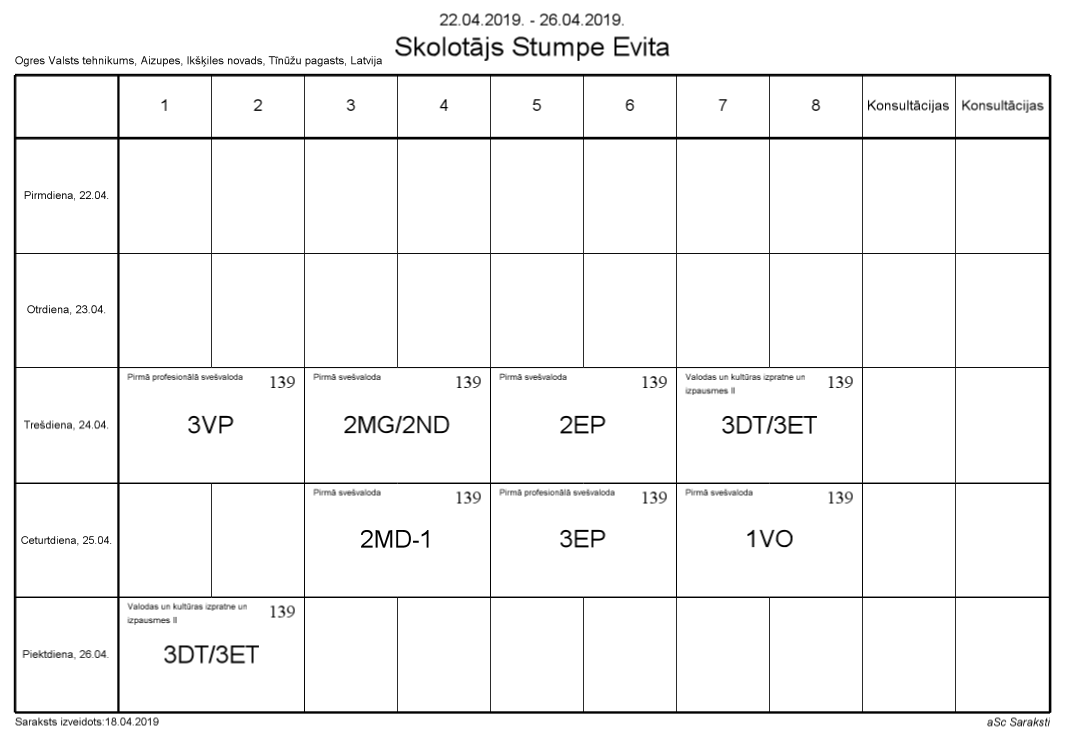 22.04.2019. - 26.04.2019.
Skolotājs Stumpe Evita
Ogres Valsts tehnikums, Aizupes, Ikšķiles novads, Tīnūžu pagasts, Latvija
1 2 3 4 5 6 7 8 Konsultācijas Konsultācijas
Pirmdiena, 22.04.
Otrdiena, 23.04.
Trešdiena, 24.04.
Pirmā profesionālā svešvaloda 139
3VP
Pirmā svešvaloda 139
2MG/2ND
Pirmā svešvaloda 139
2EP
Valodas un kultūras izpratne un 139
izpausmes II
3DT/3ET
Ceturtdiena, 25.04.
Pirmā svešvaloda 139
2MD-1
Pirmā profesionālā svešvaloda 139
3EP
Pirmā svešvaloda 139
1VO
Piektdiena, 26.04.
Valodas un kultūras izpratne un 139
izpausmes II
3DT/3ET
Saraksts izveidots:18.04.2019
aSc Saraksti